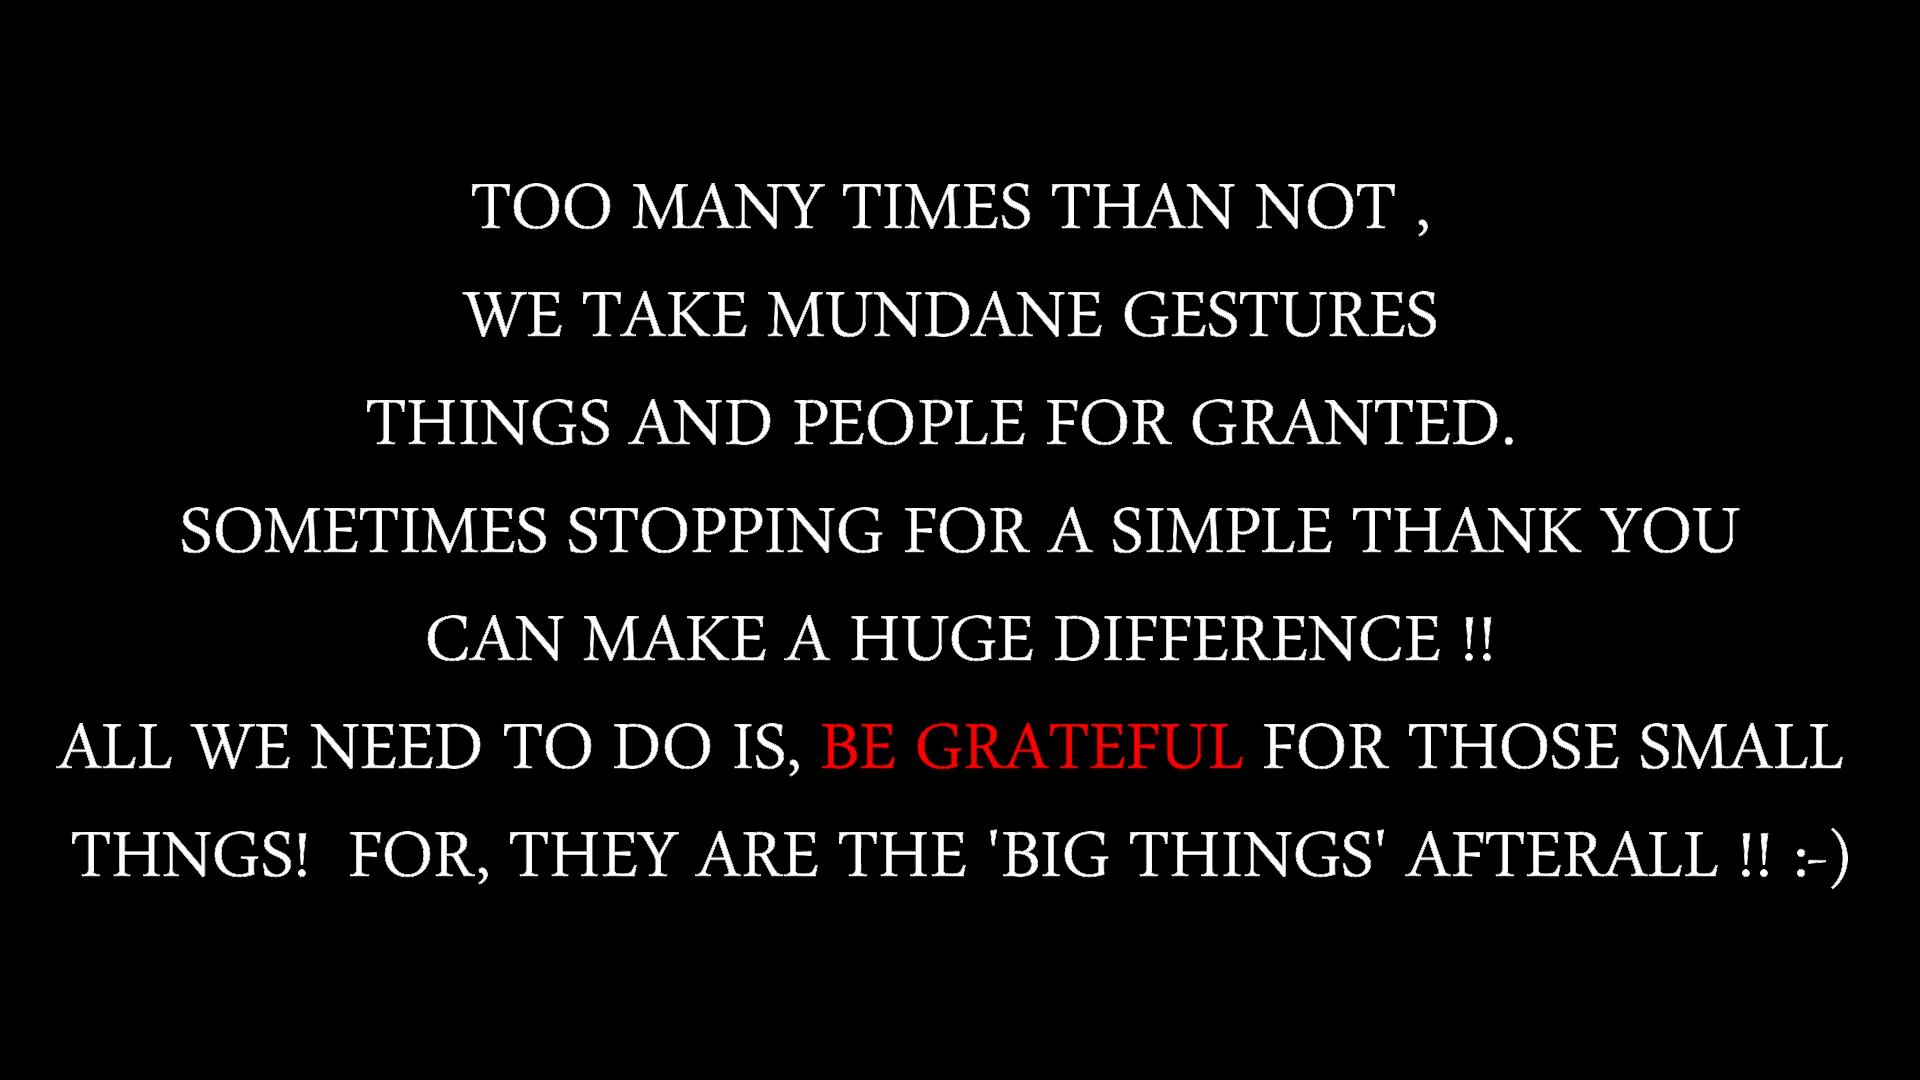 TOO MANY TIMES THAN NOT ,
WE TAKE MUNDANE GESTURES
THINGS AND PEOPLE FOR GRANTED.
SOMETIMES STOPPING FOR A SIMPLE THANK YOU
CAN MAKE A HUGE DIFFERENCE !!
ALL WE NEED TO DO IS, BE GRATEFUL FOR THOSE SMALL
THNGS!  FOR, THEY ARE THE 'BIG THINGS' AFTERALL !! :-)